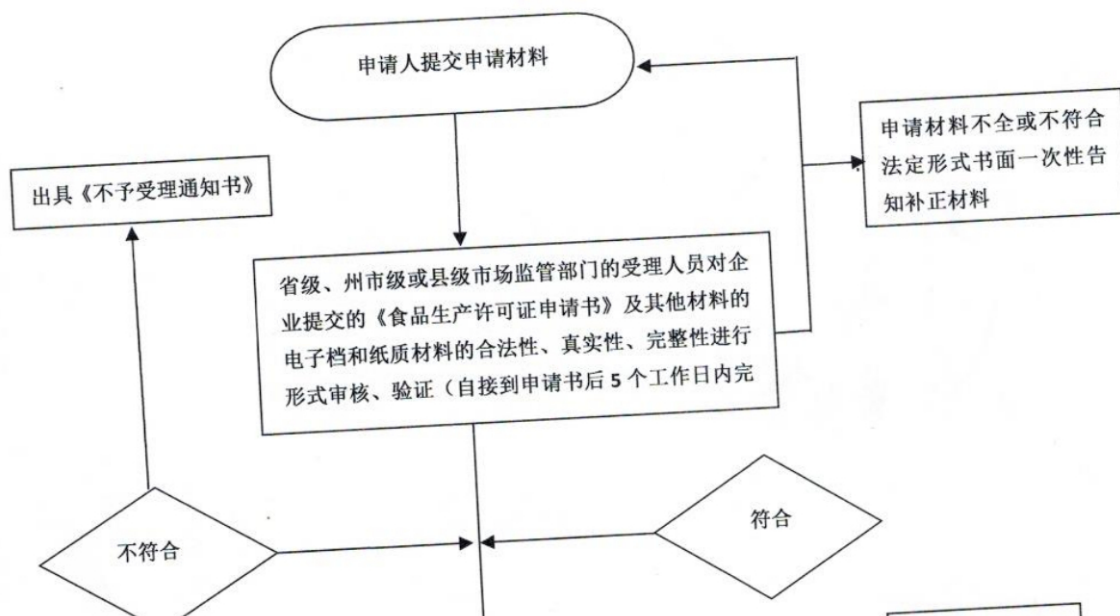 申请人提交申请材料
申请材料不全或不符合
法定形式书面一次性告
知补正材料
出具《不予受理通知书》
省级、州市级或县级市场监管部门的受理人员对企
业提交的《食品生产许可证申请书》及其他材料的
电子档和纸质材料的合法性、真实性、完整性进行
形式审核、验证（自接到申请书后 5 个工作日内完
不符合
符合